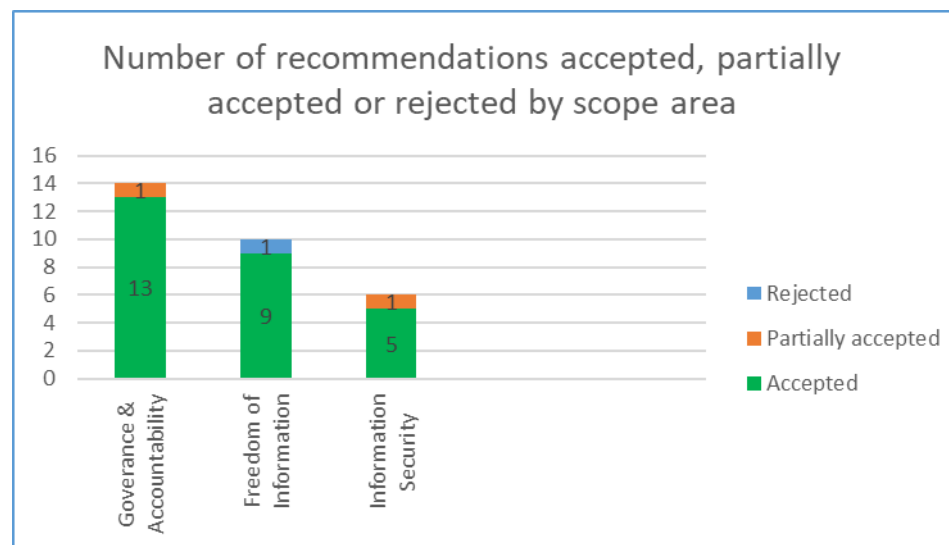 Number of recommendations accepted, partially
accepted or rejected by scope area
16
14
12
10
8
6
4
2
0
1
13
1
9
1
5
Goverance &
Accountability
Freedom of
Information
Information
Security
Rejected
Partially accepted
Accepted